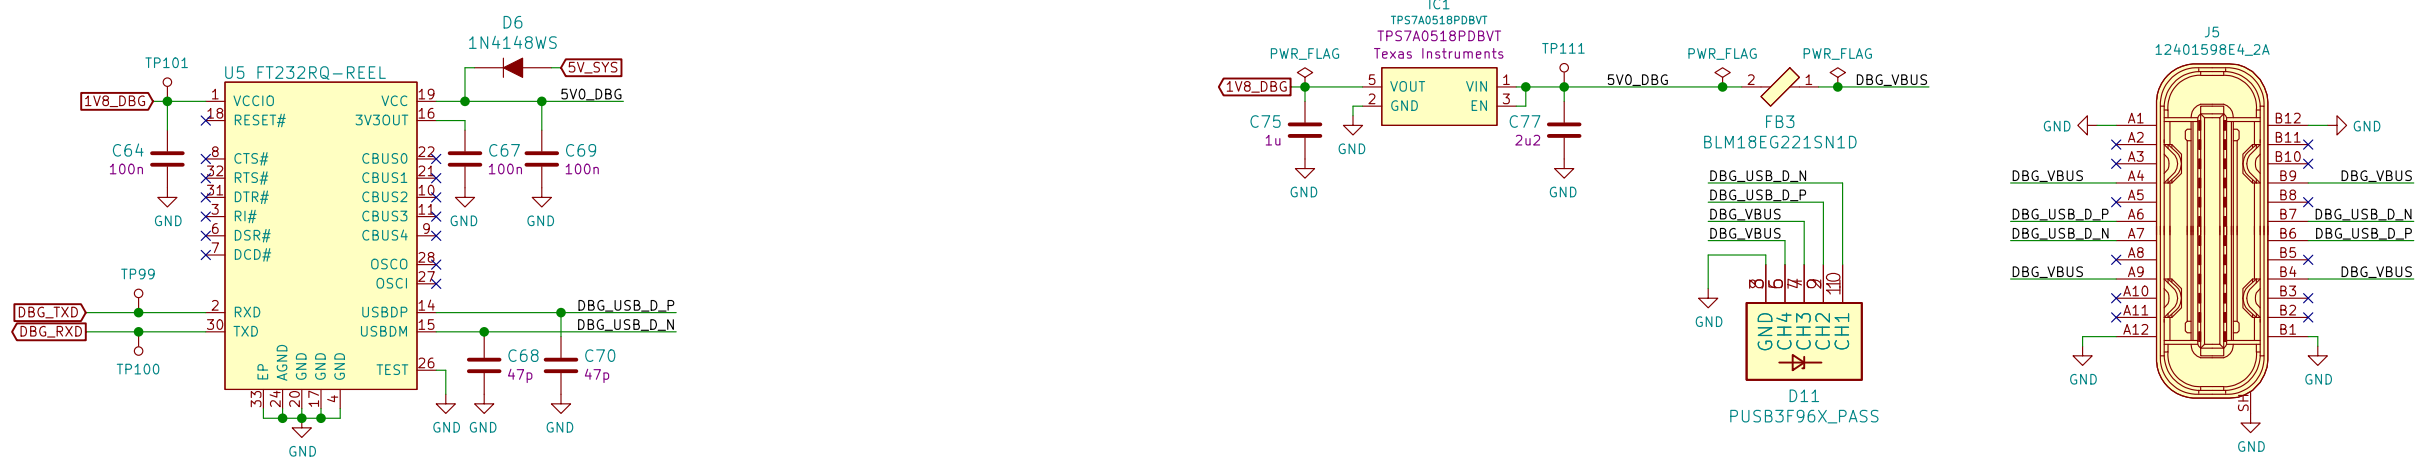 D6
1N4148WS
5V_SYS
TP101
U5 FT232RQ-REEL
1V8_DBG
1 VCCIO
18 RESET#
8 CTS#
32 RTS#
31 DTR#
3 RI#
6 DSR#
7 DCD#
2 RXD
30 TXD
VCC 19
3V3OUT 16
CBUS0 22
CBUS1 21
CBUS2 10
CBUS3 11
CBUS4 9
OSCO 28
OSCI 27
USBDP 14
USBDM 15
TEST 26
EP 33
AGND 24
GND 20
GND 17
GND 4
GND
C64
100n
GND
5V0_DBG
C67
100n
GND
C69
100n
GND
TP99
DBG_TXD
DBG_RXD
TP100
DBG_USB_D_P
DBG_USB_D_N
C68
47p
C70
47p
GND
GND
GND
IC1
TPS7A0518PDBVT
TPS7A0518PDBVT
Texas Instruments
PWR_FLAG
1V8_DBG
5 VOUT
2 GND
VIN 1
EN 3
C75
1u
GND
GND
TP111
C77
2u2
GND
5V0_DBG
PWR_FLAG
PWR_FLAG
2 1
DBG_VBUS
FB3
BLM18EG221SN1D
DBG_USB_D_N
DBG_USB_D_P
DBG_VBUS
DBG_VBUS
GND
GND
CH4
CH3
CH2
CH1
D11
PUSB3F96X_PASS
J5
12401598E4_2A
GND A1
A2
A3
DBG_VBUS A4
A5
DBG_USB_D_P A6
DBG_USB_D_N A7
A8
DBG_VBUS A9
A10
A11
A12
GND
B12 GND
B11
B10
B9 DBG_VBUS
B8
B7 DBG_USB_D_N
B6 DBG_USB_D_P
B5
B4 DBG_VBUS
B3
B2
B1
GND
SH
GND